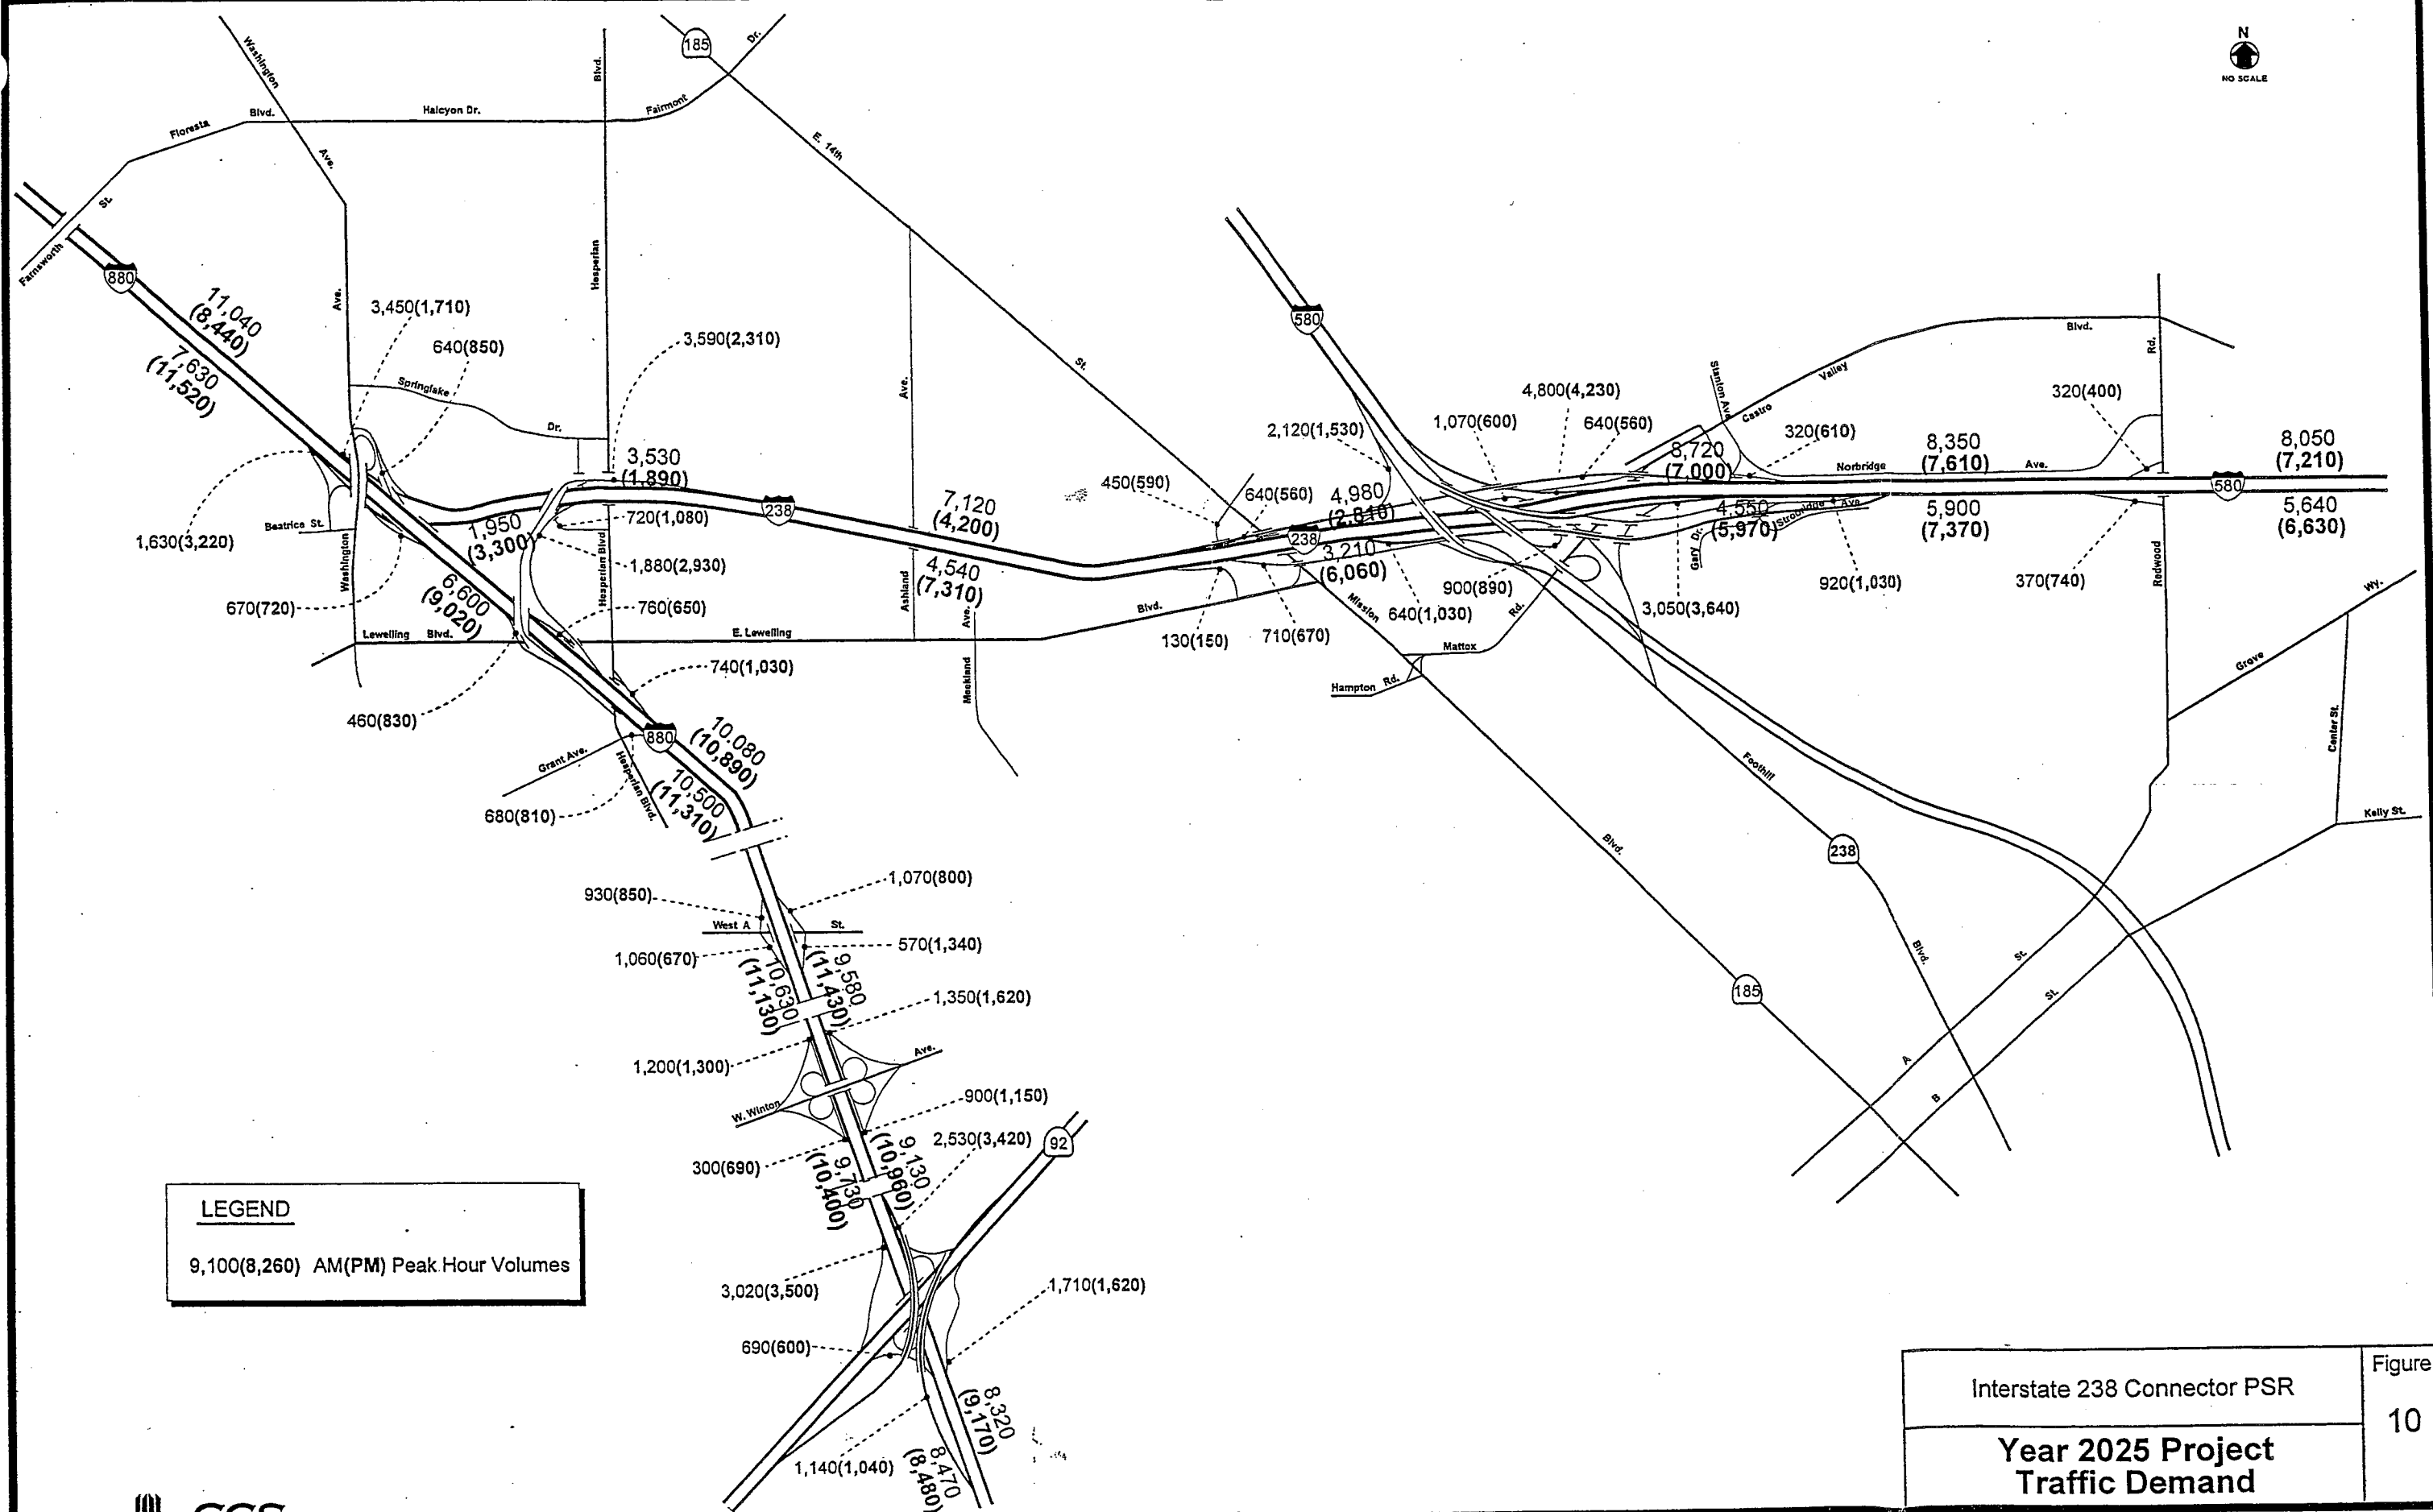 N
NO SCALE
185
Washington
Ave.
Ave.
Blvd.
Hesperian
Floresta
Blvd.
Halcyon Dr.
Fairmont
Dr.
Farnsworth
St.
E. 14th
St.
880
11,040
(8,440)
7,630
(11,520)
3,450(1,710)
640(850)
3,590(2,310)
Springlake
Dr.
3,530
(1,890)
238
1,950
(3,300)
720(1,080)
1,880(2,930)
Beatrice St.
1,630(3,220)
670(720)
Washington
6,600
(9,020)
Hesperian Blvd
760(650)
Lewelling Blvd.
E. Lewelling
Blvd.
740(1,030)
460(830)
880
10.080
(10,890)
10,500
(11,310)
Grant Ave.
Hesperian Blvd.
680(810)
Ave.
Ashland
7,120
(4,200)
4,540
(7,310)
Ave.
Meekland
580
2,120(1,530)
1,070(600)
4,800(4,230)
640(560)
450(590)
640(560)
4,980
(2,810)
238
3,210
(6,060)
130(150)
710(670)
Mission
640(1,030)
900(890)
Rd.
Mattox
Hampton Rd.
3,050(3,640)
Gary Dr.
Stanton Ave
Castro
Valley
Blvd.
8,720
(7,000)
320(610)
Norbridge
Ave.
8,350
(7,610)
320(400)
Rd.
8,050
(7,210)
580
4,550
(5,970)
Strobridge Ave
5,900
(7,370)
5,640
(6,630)
920(1,030)
370(740)
Redwood
Wy.
Grove
Center St.
Kelly St.
Foothill
238
Blvd.
Blvd.
185
A
St.
B
St.
930(850)
1,070(800)
West A
St.
1,060(670)
570(1,340)
10,630
(11,130)
9,580
(11,430)
1,350(1,620)
1,200(1,300)
Ave.
W. Winton
900(1,150)
300(690)
2,530(3,420)
92
9,130
(10,960)
9,730
(10,400)
3,020(3,500)
1,710(1,620)
690(600)
8,320
(9,170)
1,140(1,040)
8,470
(8,480)
LEGEND
9,100(8,260) AM(PM) Peak Hour Volumes
Interstate 238 Connector PSR
Figure
10
Year 2025 Project
Traffic Demand
CCS